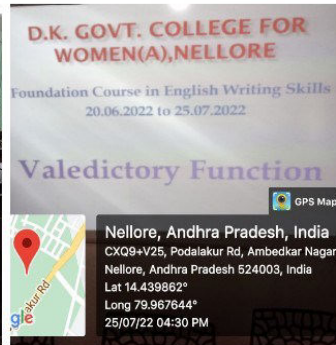 D.K. GOVT. COLLEGE FOR
WOMEN(A),NELLORE
Foundation Course in English Writing Skills
20.06.2022 to 25.07.2022
Valedictory Function
GPS Map
Nellore, Andhra Pradesh, India
CXQ9+V25, Podalakur Rd, Ambedkar Nagar
Nellore, Andhra Pradesh 524003, India
Lat 14.439862°
Long 79.967644°
25/07/22 04:30 PM
akur Rd
gle